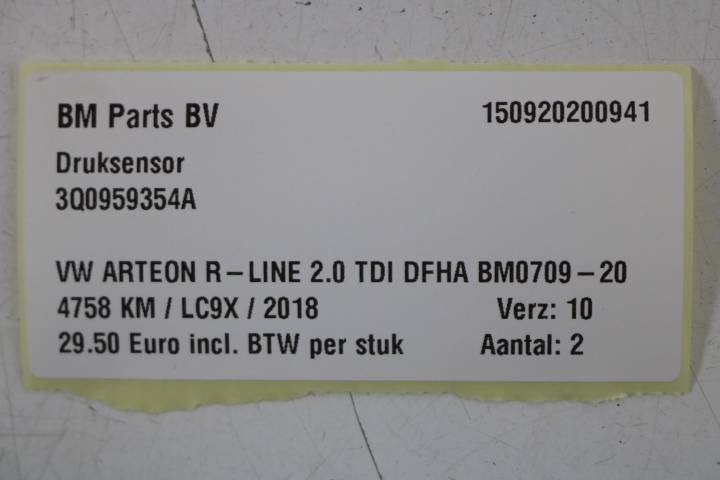 BM Parts BV 150920200941
Druksensor
3Q0959354A
VW ARTEON R-LINE 2.0 TDI DFHA BM0709-20
4758 KM / LC9X / 2018 Verz: 10
29.50 Euro incl. BTW per stuk Aantal: 2